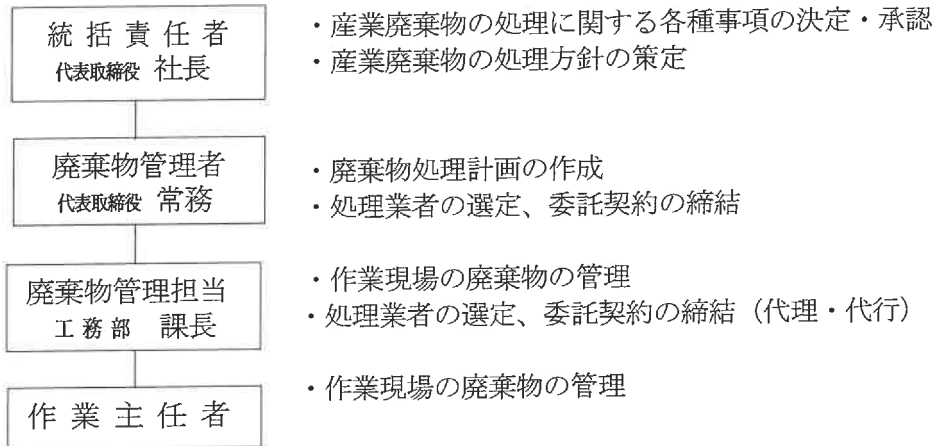 統括責任者
代表取締役 社長
・産業廃棄物の処理に関する各種事項の決定・承認
・産業廃棄物の処理方針の策定
廃棄物管理者
代表取締役 常務
・廃棄物処理計画の作成
・処理業者の選定、委託契約の締結
廃棄物管理担当
工務部 課長
・作業現場の廃棄物の管理
・処理業者の選定、委託契約の締結（代理・代行）
作業主任者
・作業現場の廃棄物の管理